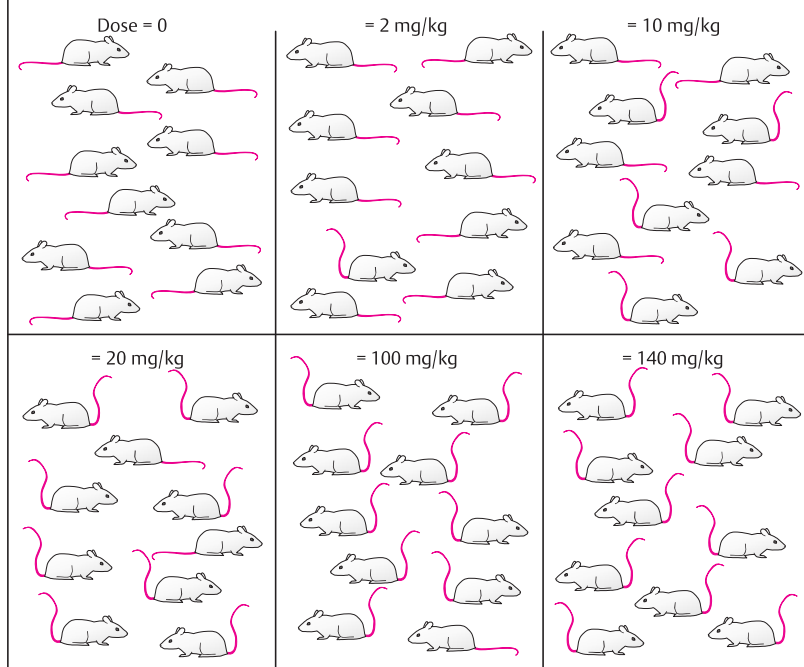 Dose = 0
= 2 mg/kg
= 10 mg/kg
= 20 mg/kg
= 100 mg/kg
= 140 mg/kg